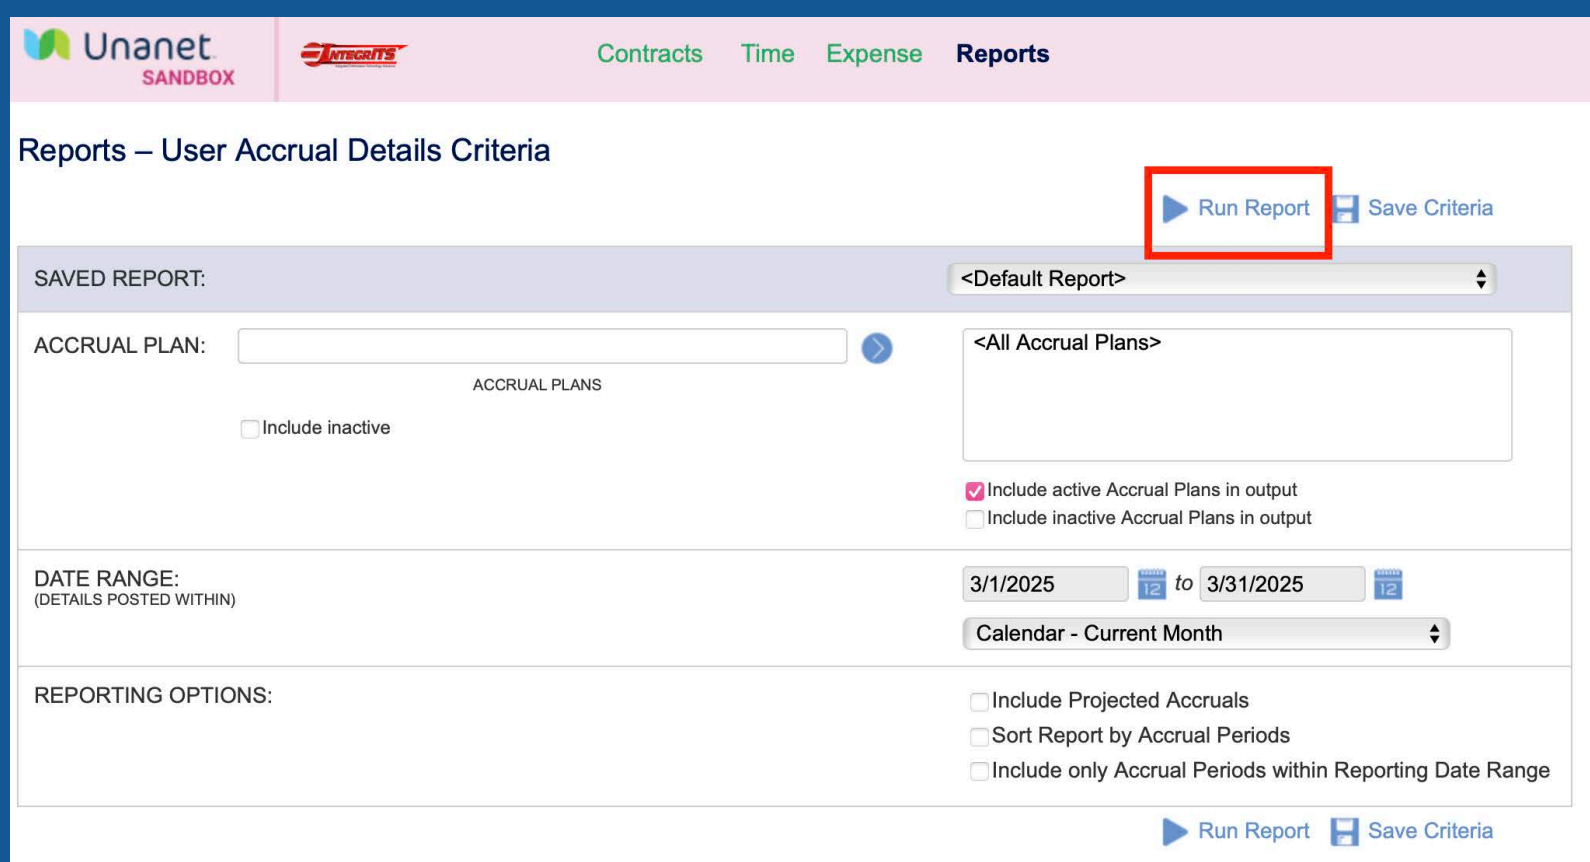 Unanet
SANDBOX
INTEGRITS
Contracts Time Expense Reports
Reports – User Accrual Details Criteria
Run Report Save Criteria
SAVED REPORT: <Default Report>
ACCRUAL PLAN: <All Accrual Plans>
ACCRUAL PLANS
Include inactive
Include active Accrual Plans in output
Include inactive Accrual Plans in output
DATE RANGE: 3/1/2025 12 to 3/31/2025 12
(DETAILS POSTED WITHIN)
Calendar - Current Month
REPORTING OPTIONS: Include Projected Accruals
Sort Report by Accrual Periods
Include only Accrual Periods within Reporting Date Range
Run Report Save Criteria